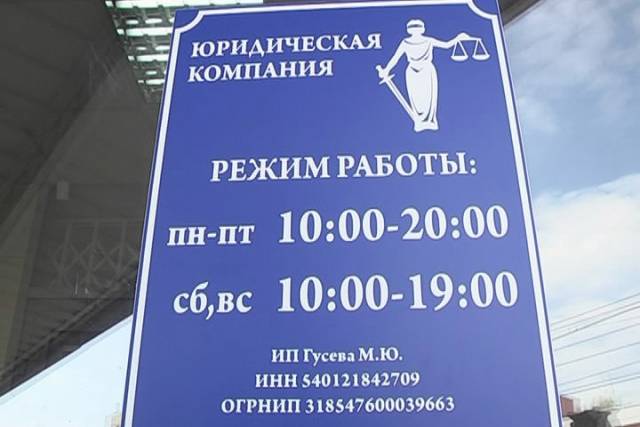 ЮРИДИЧЕСКАЯ
КОМПАНИЯ
РЕЖИМ РАБОТЫ:
пн-пт 10:00-20:00
сб,вс 10:00-19:00
ИП Гусева М.Ю.
ИНН 540121842709
ОГРНИП 318547600039663